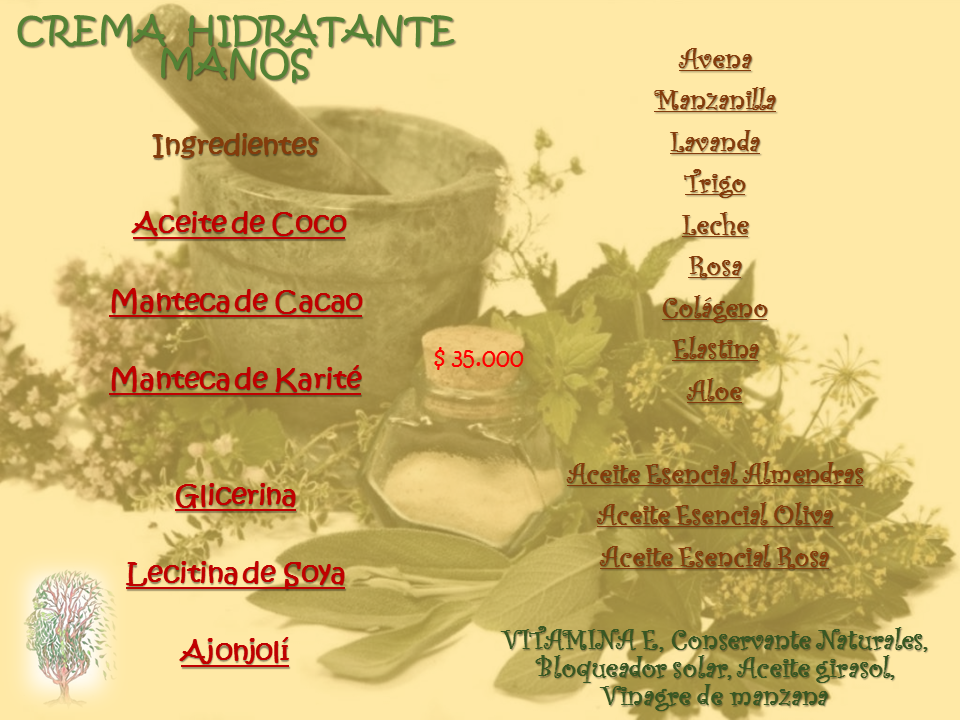 CREMA HIDRATANTE
MANOS
Ingredientes
Aceite de Coco
Manteca de Cacao
Manteca de Karité
Glicerina
Lecitina de Soya
Ajonjolí
$ 35.000
Avena
Manzanilla
Lavanda
Trigo
Leche
Rosa
Colágeno
Elastina
Aloe
Aceite Esencial Almendras
Aceite Esencial Oliva
Aceite Esencial Rosa
VITAMINA E, Conservante Naturales,
Bloqueador solar, Aceite girasol,
Vinagre de manzana